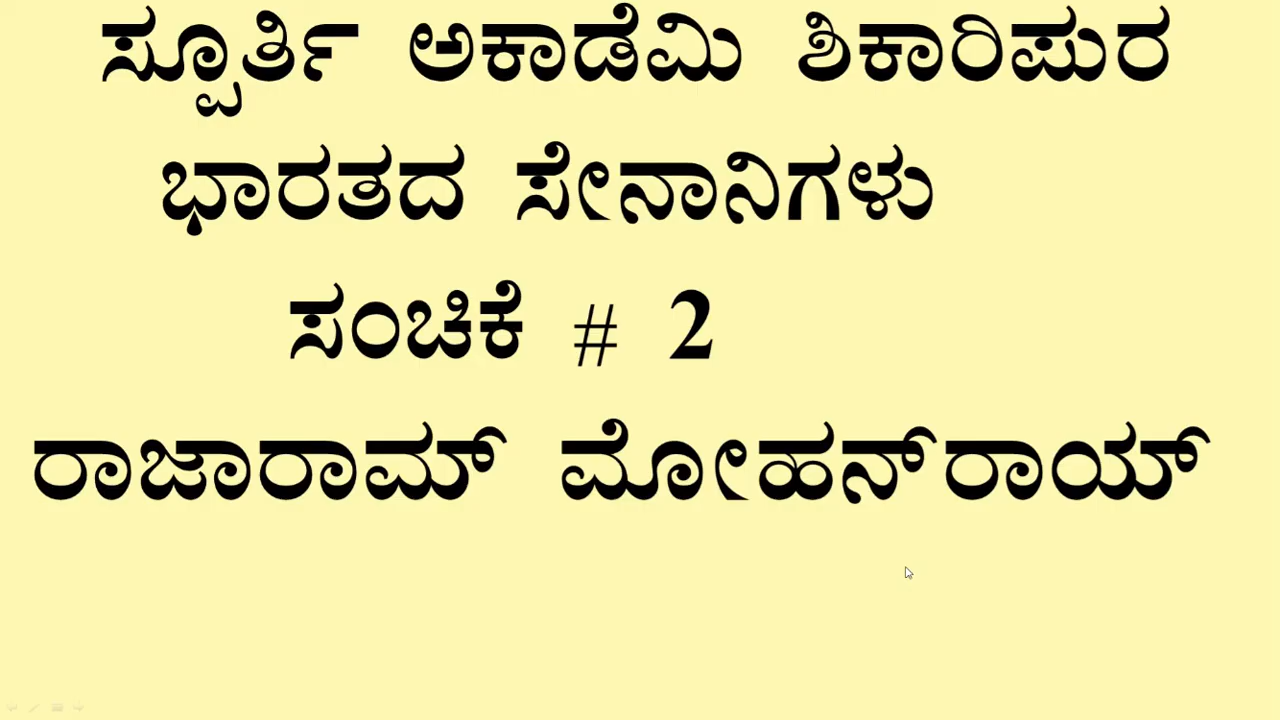 ಸ್ಪೂರ್ತಿ ಅಕಾಡೆಮಿ ಶಿಕಾರಿಪುರ
ಭಾರತದ ಸೇನಾನಿಗಳು
ಸಂಚಿಕೆ # 2
ರಾಜಾರಾಮ್ ಮೋಹನ್‌ರಾಯ್